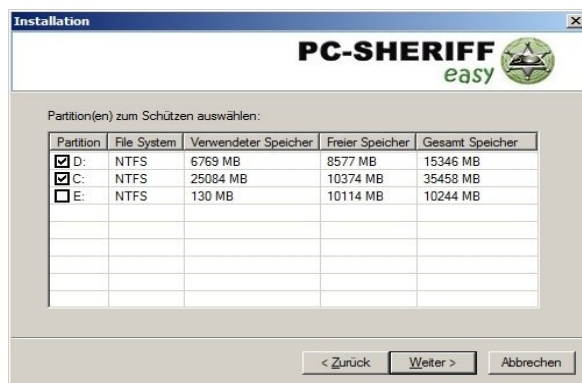 Installation
PC-SHERIFF
easy
Partition(en) zum Schützen auswählen:
Partition File System Verwendeter Speicher Freier Speicher Gesamt Speicher
D: NTFS 6769 MB 8577 MB 15346 MB
C: NTFS 25084 MB 10374 MB 35458 MB
E: NTFS 130 MB 10114 MB 10244 MB
< Zurück Weiter > Abbrechen